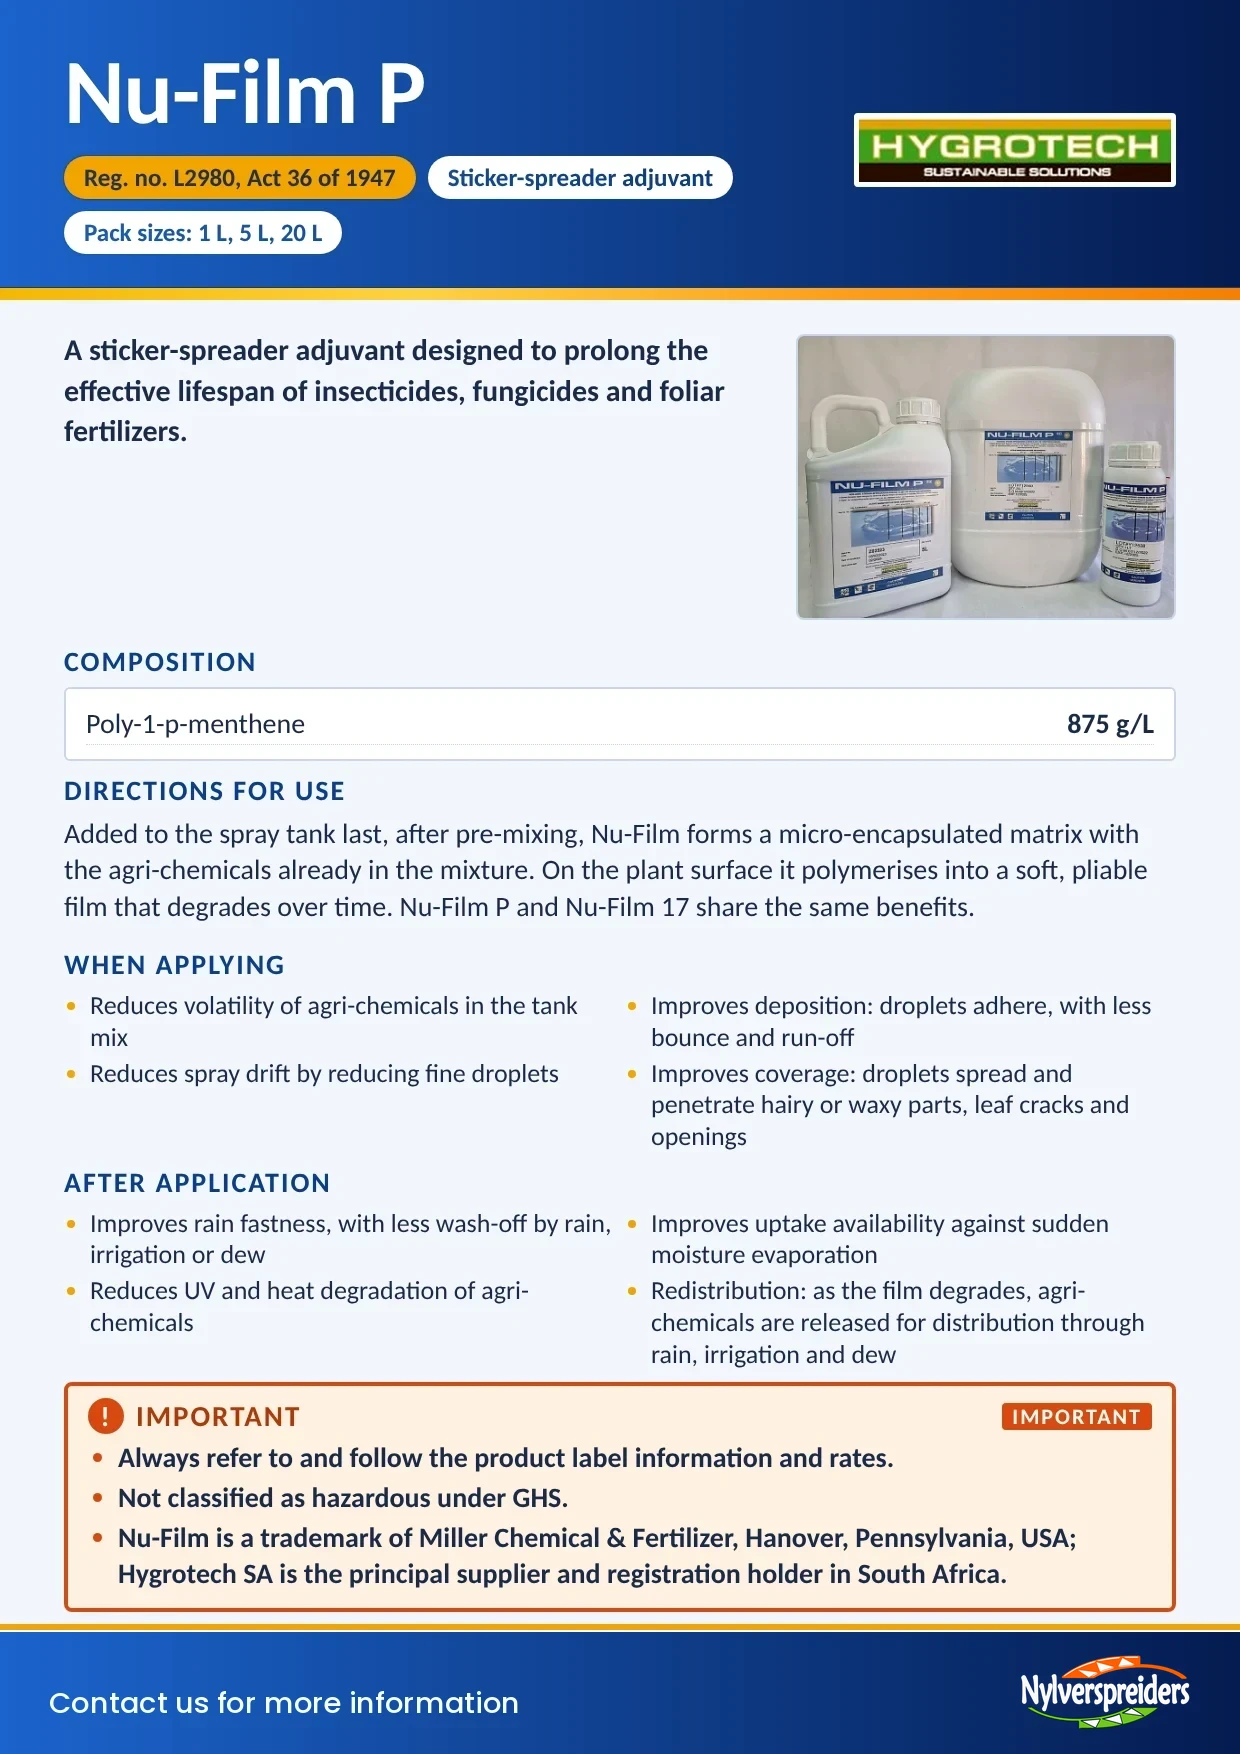 Nu-Film P
Reg. no. L2980, Act 36 of 1947
Sticker-spreader adjuvant
Pack sizes: 1 L, 5 L, 20 L
HYGROTECH
SUSTAINABLE SOLUTIONS
A sticker-spreader adjuvant designed to prolong the
effective lifespan of insecticides, fungicides and foliar
fertilizers.
NU-FILM P
NU-FILM P
NU-FILM P
COMPOSITION
Poly-1-p-menthene 875 g/L
DIRECTIONS FOR USE
Added to the spray tank last, after pre-mixing, Nu-Film forms a micro-encapsulated matrix with
the agri-chemicals already in the mixture. On the plant surface it polymerises into a soft, pliable
film that degrades over time. Nu-Film P and Nu-Film 17 share the same benefits.
WHEN APPLYING
• Reduces volatility of agri-chemicals in the tank
mix
• Reduces spray drift by reducing fine droplets
• Improves deposition: droplets adhere, with less
bounce and run-off
• Improves coverage: droplets spread and
penetrate hairy or waxy parts, leaf cracks and
openings
AFTER APPLICATION
• Improves rain fastness, with less wash-off by rain,
irrigation or dew
• Reduces UV and heat degradation of agri-
chemicals
• Improves uptake availability against sudden
moisture evaporation
• Redistribution: as the film degrades, agri-
chemicals are released for distribution through
rain, irrigation and dew
! IMPORTANT
IMPORTANT
• Always refer to and follow the product label information and rates.
• Not classified as hazardous under GHS.
• Nu-Film is a trademark of Miller Chemical & Fertilizer, Hanover, Pennsylvania, USA;
Hygrotech SA is the principal supplier and registration holder in South Africa.
Contact us for more information
Nylverspreiders